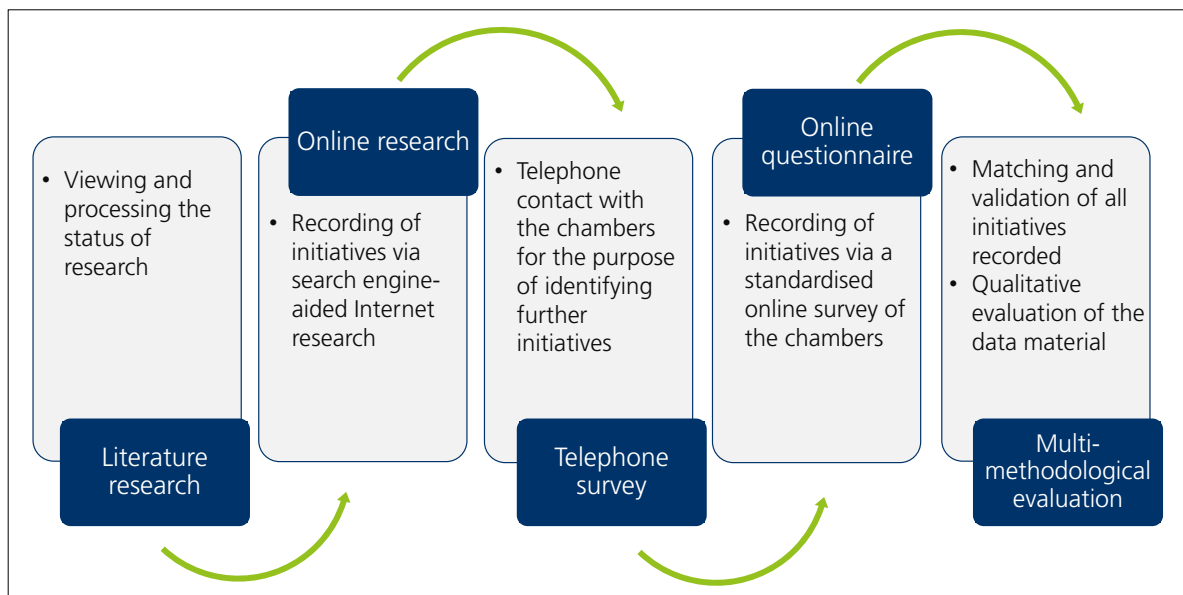 • Viewing and
processing the
status of
research
Literature
research
Online research
• Recording of
initiatives via
search engine-
aided Internet
research
• Telephone
contact with
the chambers
for the purpose
of identifying
further
initiatives
Telephone
survey
Online
questionnaire
• Recording of
initiatives via a
standardised
online survey of
the chambers
• Matching and
validation of all
initiatives
recorded
• Qualitative
evaluation of the
data material
Multi-
methodological
evaluation